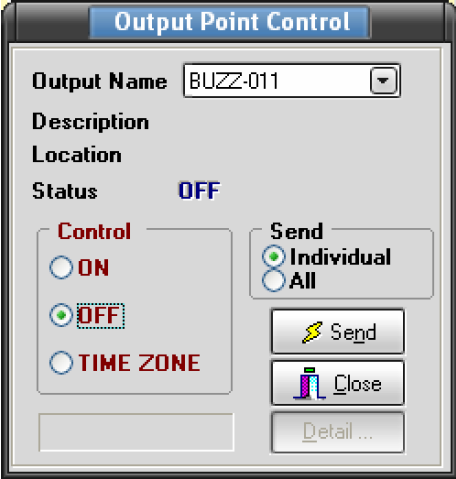 Output Point Control
Output Name BUZZ-011
Description
Location
Status OFF
Control
ON
OFF
TIME ZONE
Send
Individual
All
Send
Close
Detail ...